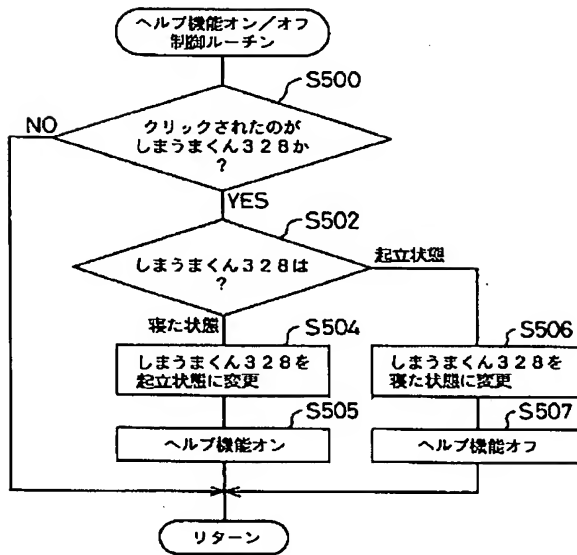 ヘルプ機能オン／オフ
制御ルーチン
S500
NO
クリックされたのが
しまうまくん３２８か
？
YES
S502
しまうまくん３２８は
？
起立状態
寝た状態
S504
しまうまくん３２８を
起立状態に変更
S506
しまうまくん３２８を
寝た状態に変更
S505
ヘルプ機能オン
S507
ヘルプ機能オフ
リターン